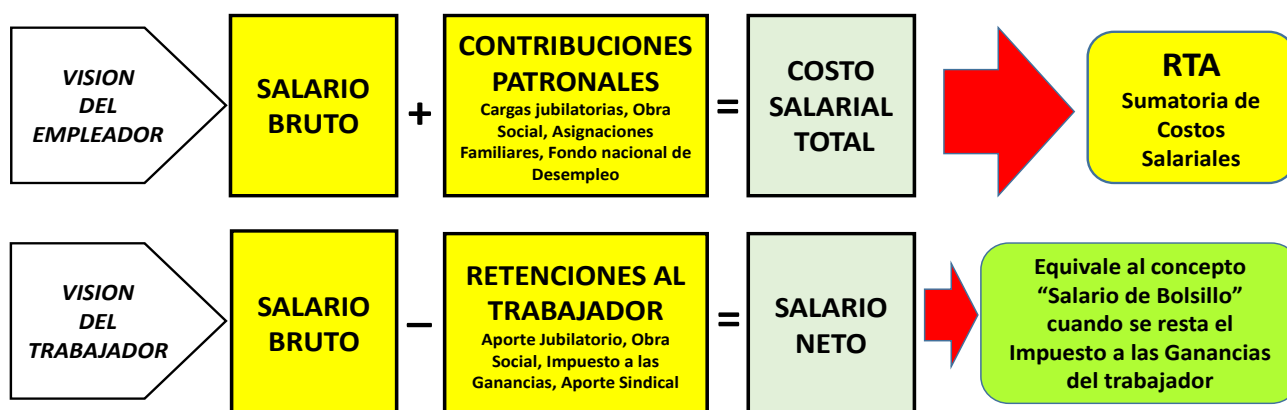 VISION
DEL
EMPLEADOR
SALARIO
BRUTO
+
CONTRIBUCIONES
PATRONALES
Cargas jubilatorias, Obra
Social, Asignaciones
Familiares, Fondo nacional de
Desempleo
=
COSTO
SALARIAL
TOTAL
RTA
Sumatoria de
Costos
Salariales
VISION
DEL
TRABAJADOR
SALARIO
BRUTO
–
RETENCIONES AL
TRABAJADOR
Aporte Jubilatorio, Obra
Social, Impuesto a las
Ganancias, Aporte Sindical
=
SALARIO
NETO
Equivale al concepto
“Salario de Bolsillo”
cuando se resta el
Impuesto a las Ganancias
del trabajador